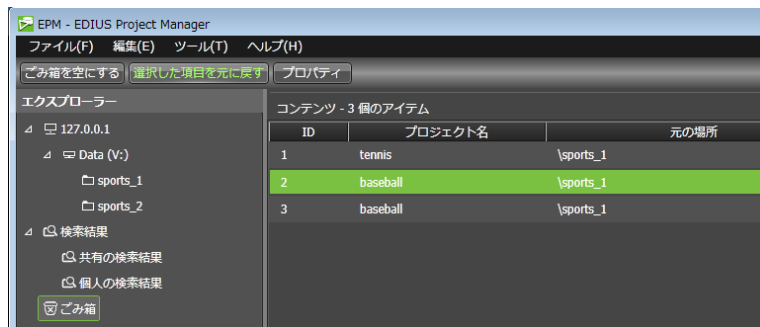 EPM - EDIUS Project Manager
ファイル(F) 編集(E) ツール(T) ヘルプ(H)
ごみ箱を空にする 選択した項目を元に戻す プロパティ
エクスプローラー
コンテンツ - 3 個のアイテム
127.0.0.1
ID プロジェクト名 元の場所
Data (V:)
1 tennis \sports_1
sports_1
2 baseball \sports_1
sports_2
3 baseball \sports_1
検索結果
共有の検索結果
個人の検索結果
ごみ箱